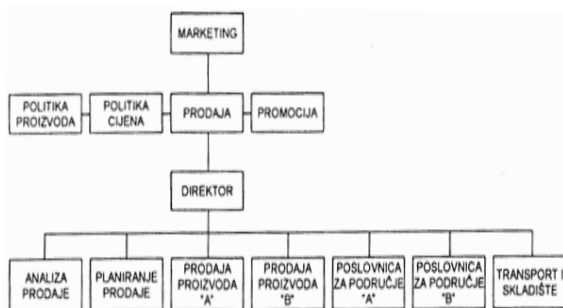 MARKETING
POLITIKA
PROIZVODA
POLITIKA
CIJENA
PRODAJA
PROMOCIJA
DIREKTOR
ANALIZA
PRODAJE
PLANIRANJE
PRODAJE
PRODAJA
PROIZVODA
"A"
PRODAJA
PROIZVODA
"B"
POSLOVNICA
ZA PODRUČJE
"A"
POSLOVNICA
ZA PODRUČJE
"B"
TRANSPORT I
SKLADIŠTE